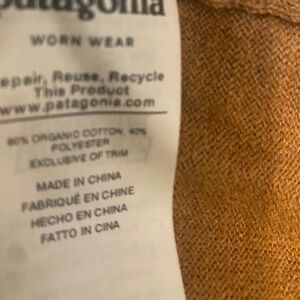 patagonia
WORN WEAR
epair, Reuse, Recycle
This Product
www.patagonia.com
60% ORGANIC COTTON, 40%
POLYESTER
EXCLUSIVE OF TRIM
MADE IN CHINA
FABRIQUÉ EN CHINE
HECHO EN CHINA
FATTO IN CINA